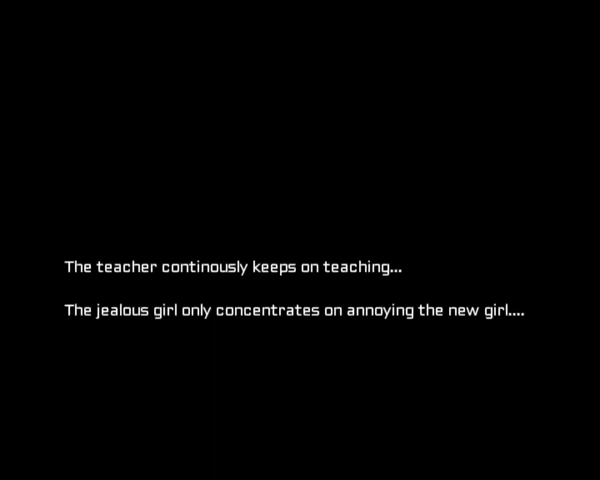 The teacher continously keeps on teaching...
The jealous girl only concentrates on annoying the new girl....